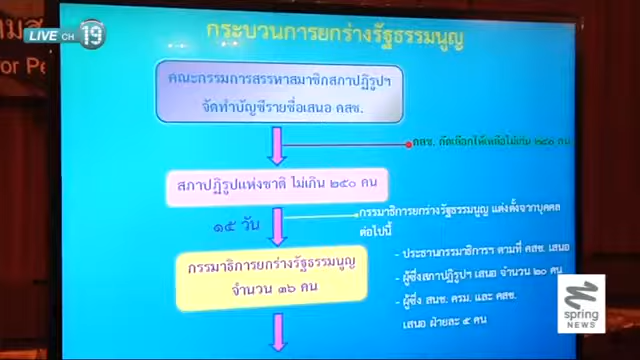 LIVE CH 19
กระบวนการยกร่างรัฐธรรมนูญ
คณะกรรมการสรรหาสมาชิกสภาปฏิรูปฯ
จัดทำบัญชีรายชื่อเสนอ คสช.
คสช. คัดเลือกให้เหลือไม่เกิน ๒๕๐ คน
สภาปฏิรูปแห่งชาติ ไม่เกิน ๒๕๐ คน
๑๕ วัน
กรรมาธิการยกร่างรัฐธรรมนูญ แต่งตั้งจากบุคคล
ต่อไปนี้
กรรมาธิการยกร่างรัฐธรรมนูญ
จำนวน ๓๖ คน
- ประธานกรรมาธิการฯ ตามที่ คสช. เสนอ
- ผู้ซึ่งสภาปฏิรูปฯ เสนอ จำนวน ๒๐ คน
- ผู้ซึ่ง สนช. ครม. และ คสช.
เสนอ ฝ่ายละ ๕ คน
spring
NEWS